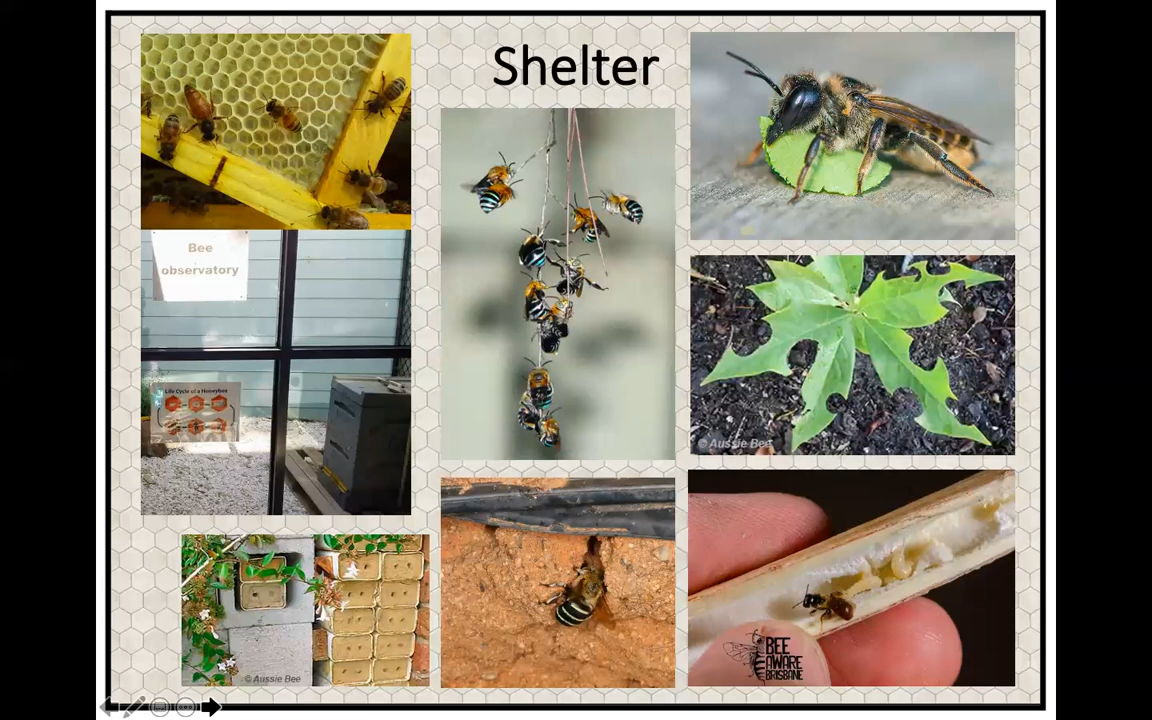 Shelter
Bee
observatory
Life Cycle of a Honeybee
© Aussie Bee
© Aussie Bee
BEE
AWARE
BRISBANE